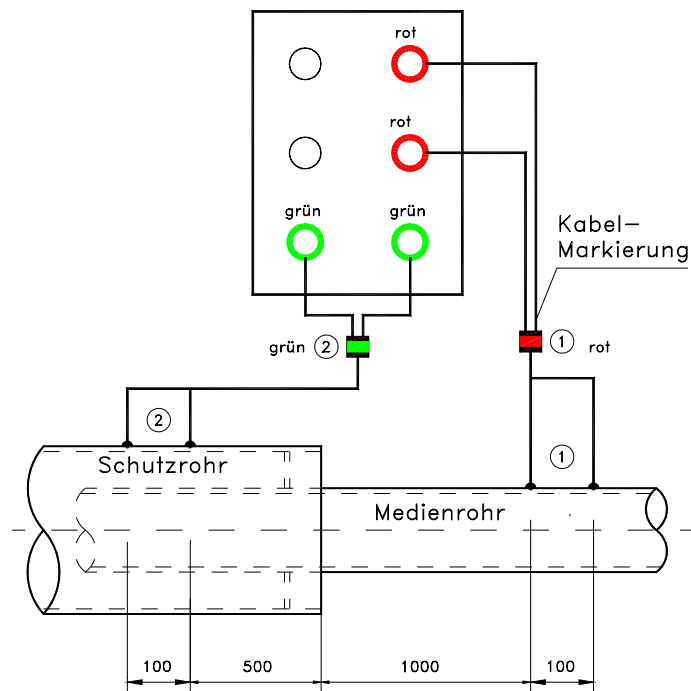 rot
rot
grün
grün
Kabel-
Markierung
grün 2
1 rot
2
1
Schutzrohr
Medienrohr
100
500
1000
100